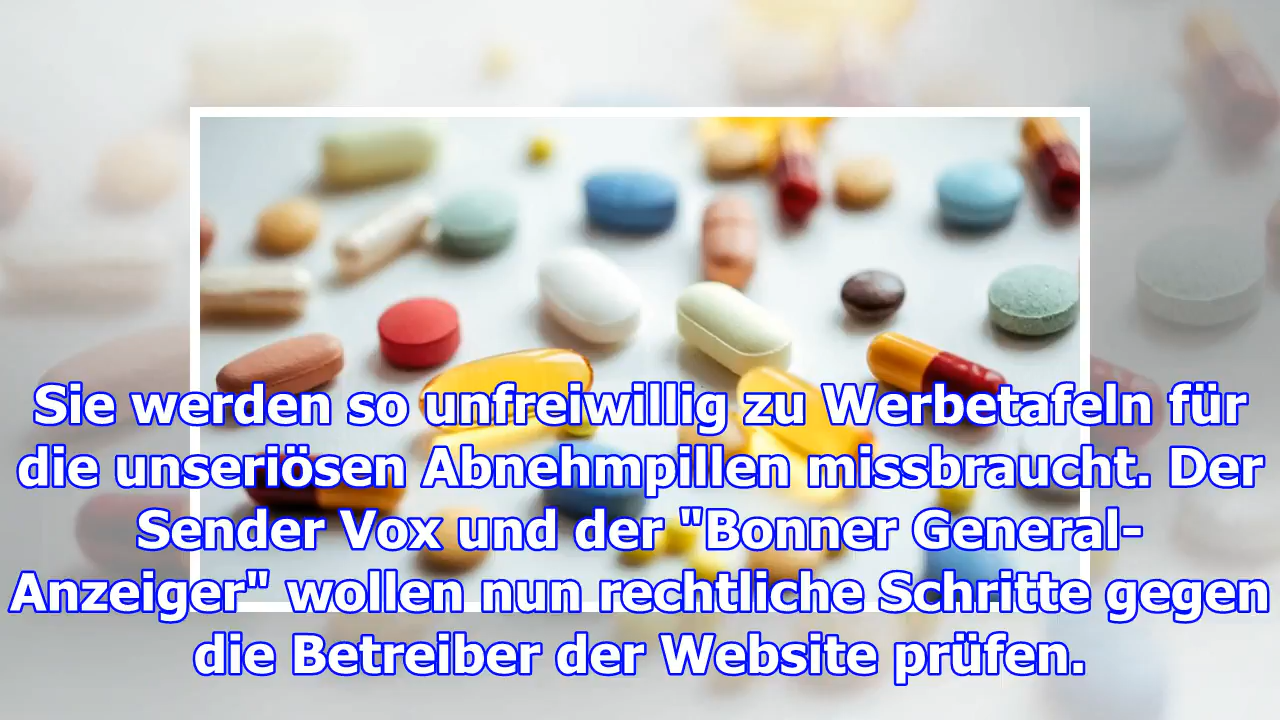 Sie werden so unfreiwillig zu Werbetafeln für
die unseriösen Abnehmpillen missbraucht. Der
Sender Vox und der "Bonner General-
Anzeiger" wollen nun rechtliche Schritte gegen
die Betreiber der Website prüfen.